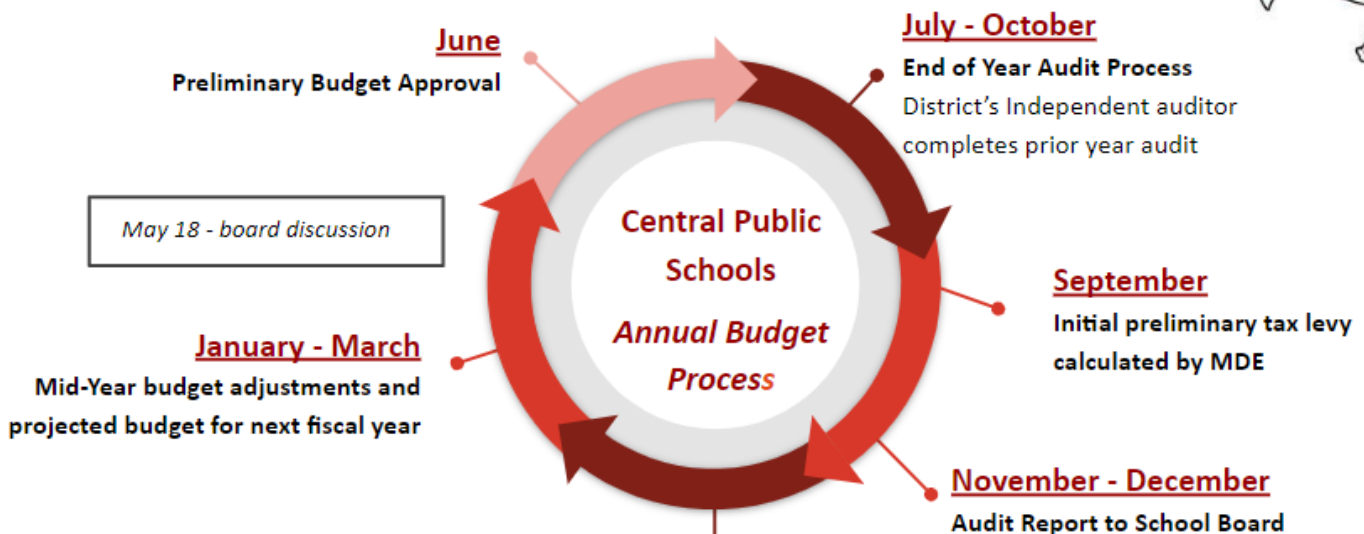 June
Preliminary Budget Approval
July - October
End of Year Audit Process
District's Independent auditor
completes prior year audit
May 18 - board discussion
Central Public
Schools
Annual Budget
Process
September
Initial preliminary tax levy
calculated by MDE
January - March
Mid-Year budget adjustments and
projected budget for next fiscal year
November - December
Audit Report to School Board